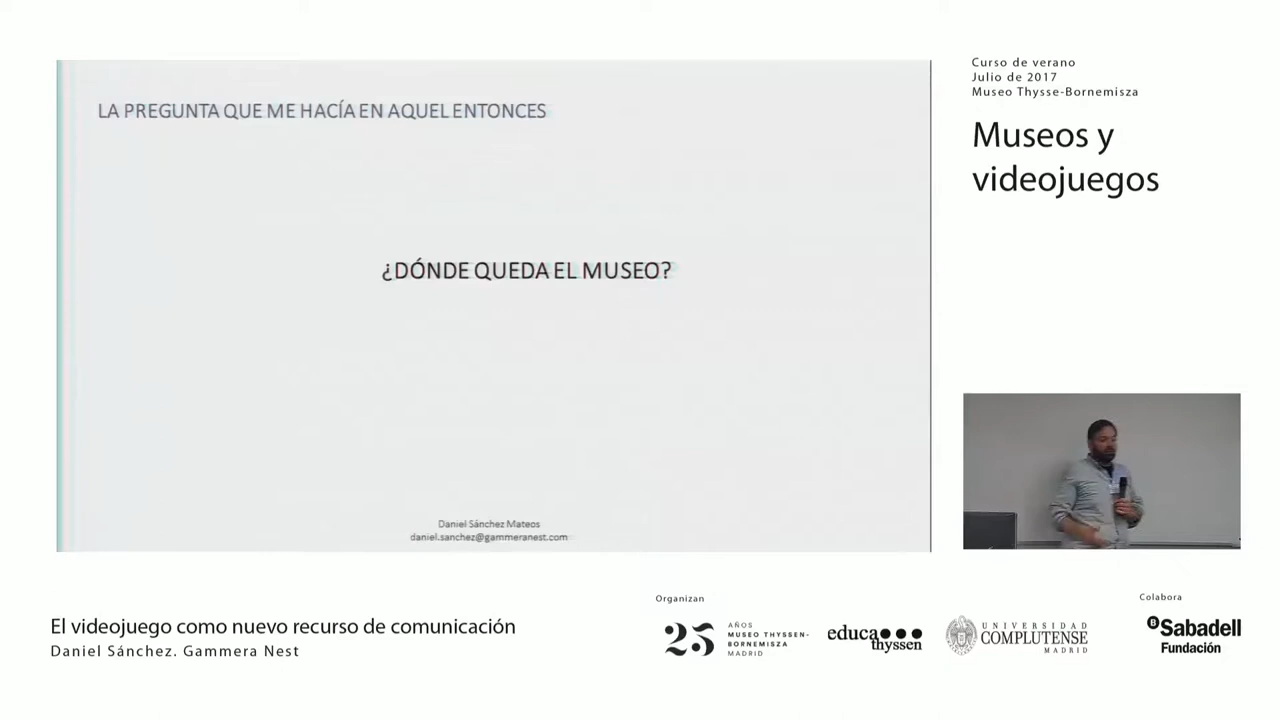 LA PREGUNTA QUE ME HACÍA EN AQUEL ENTONCES
¿DÓNDE QUEDA EL MUSEO?
Daniel Sánchez Mateos
daniel.sanchez@gammeranest.com
Curso de verano
Julio de 2017
Museo Thysse-Bornemisza
Museos y
videojuegos
El videojuego como nuevo recurso de comunicación
Daniel Sánchez. Gammera Nest
Organizan
25
AÑOS
MUSEO THYSSEN-
BORNEMISZA
MADRID
educa
thyssen
UNIVERSIDAD
COMPLUTENSE
MADRID
Colabora
B Sabadell
Fundación